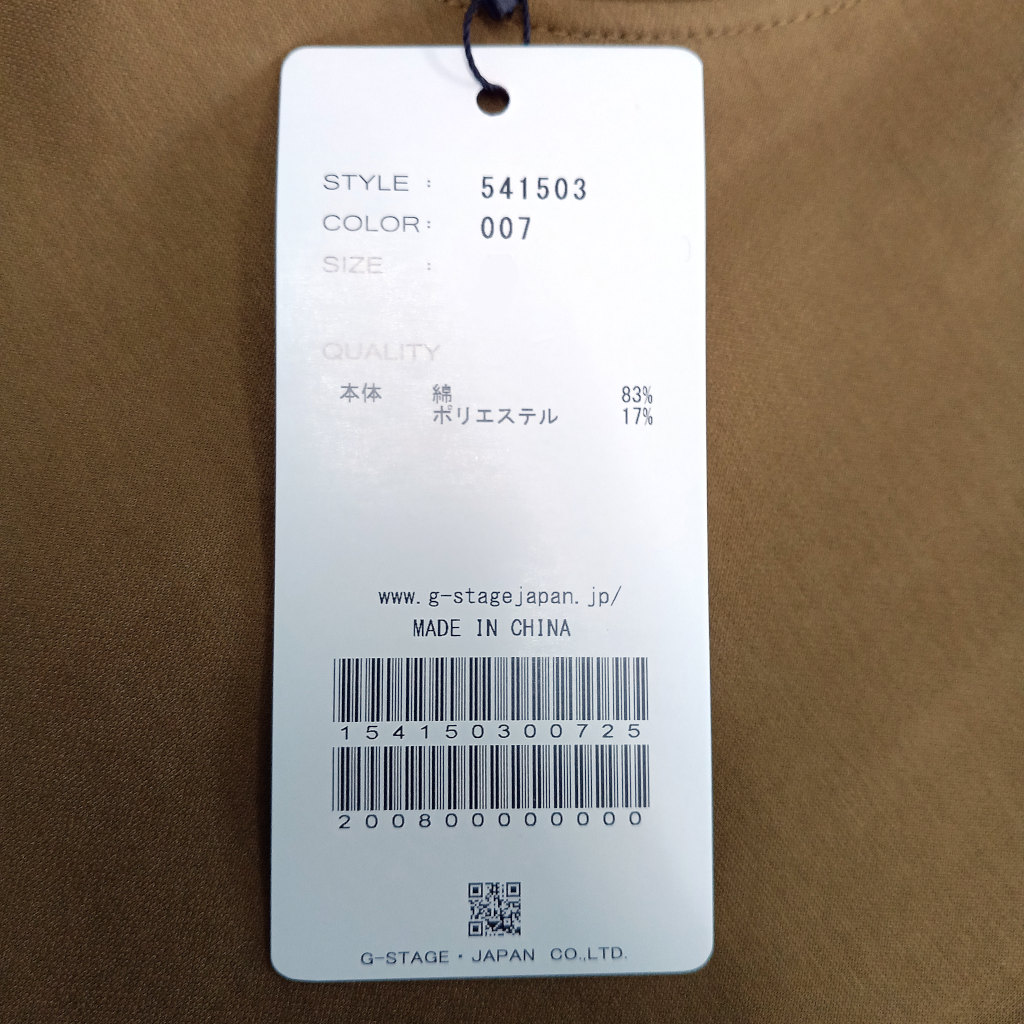 STYLE : 541503
COLOR : 007
SIZE :
QUALITY
本体 綿 83%
ポリエステル 17%
www.g-stagejapan.jp/
MADE IN CHINA
154150300725
200800000000
G-STAGE・JAPAN CO.,LTD.